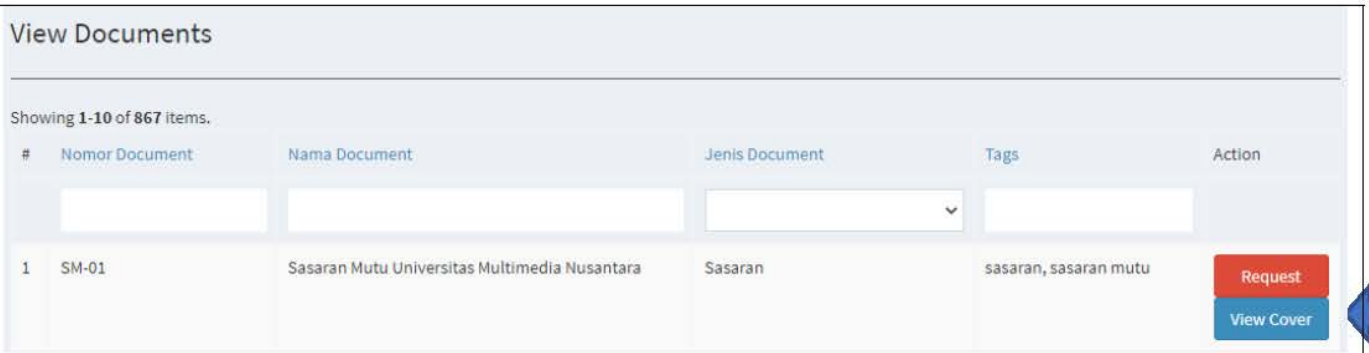 View Documents
Showing 1-10 of 867 items.
# Nomor Document Nama Document Jenis Document Tags Action
1 SM-01 Sasaran Mutu Universitas Multimedia Nusantara Sasaran sasaran, sasaran mutu Request
View Cover